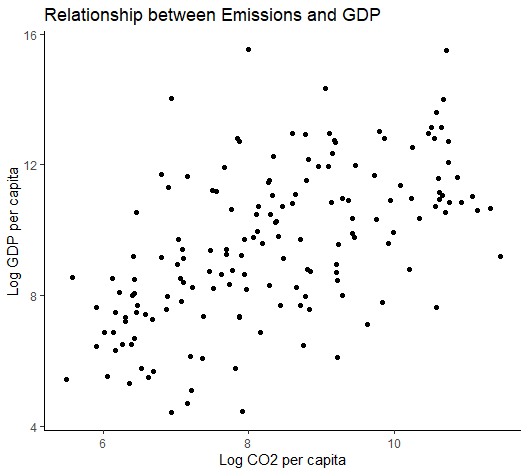 Relationship between Emissions and GDP
16
12
8
4
Log GDP per capita
6 8 10
Log CO2 per capita